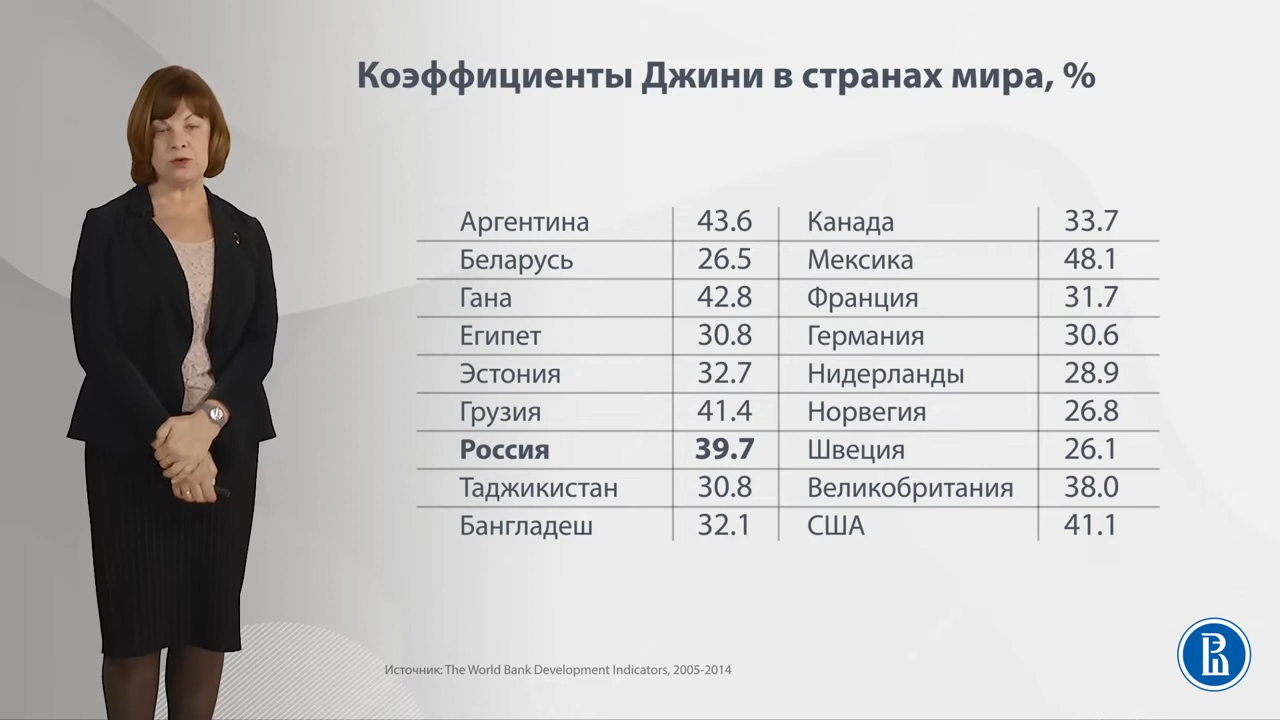 Коэффициенты Джини в странах мира, %
Аргентина 43.6 Канада 33.7
Беларусь 26.5 Мексика 48.1
Гана 42.8 Франция 31.7
Египет 30.8 Германия 30.6
Эстония 32.7 Нидерланды 28.9
Грузия 41.4 Норвегия 26.8
Россия 39.7 Швеция 26.1
Таджикистан 30.8 Великобритания 38.0
Бангладеш 32.1 США 41.1
Источник: The World Bank Development Indicators, 2005-2014